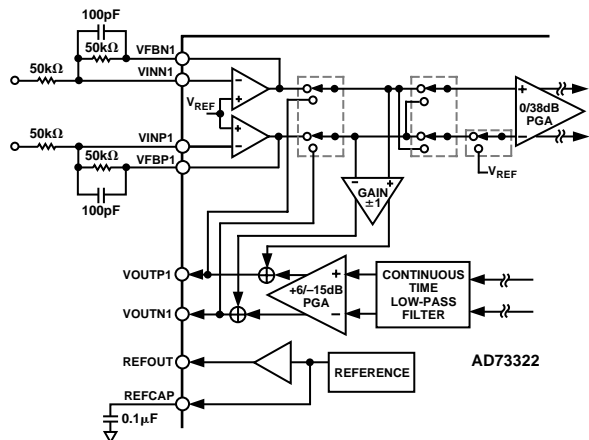 100pF
50kΩ
VFBN1
50kΩ
VINN1
VREF
50kΩ
VINP1
50kΩ
VFBP1
100pF
0/38dB
PGA
VREF
GAIN
±1
VOUTP1
+6/–15dB
PGA
CONTINUOUS
TIME
LOW-PASS
FILTER
VOUTN1
AD73322
REFOUT
REFERENCE
REFCAP
0.1μF